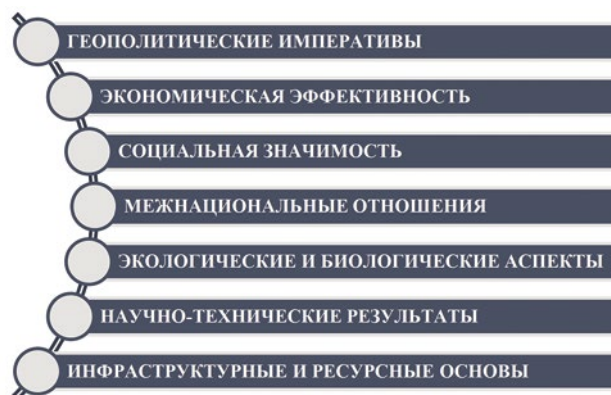 ГЕОПОЛИТИЧЕСКИЕ ИМПЕРАТИВЫ
ЭКОНОМИЧЕСКАЯ ЭФФЕКТИВНОСТЬ
СОЦИАЛЬНАЯ ЗНАЧИМОСТЬ
МЕЖНАЦИОНАЛЬНЫЕ ОТНОШЕНИЯ
ЭКОЛОГИЧЕСКИЕ И БИОЛОГИЧЕСКИЕ АСПЕКТЫ
НАУЧНО-ТЕХНИЧЕСКИЕ РЕЗУЛЬТАТЫ
ИНФРАСТРУКТУРНЫЕ И РЕСУРСНЫЕ ОСНОВЫ